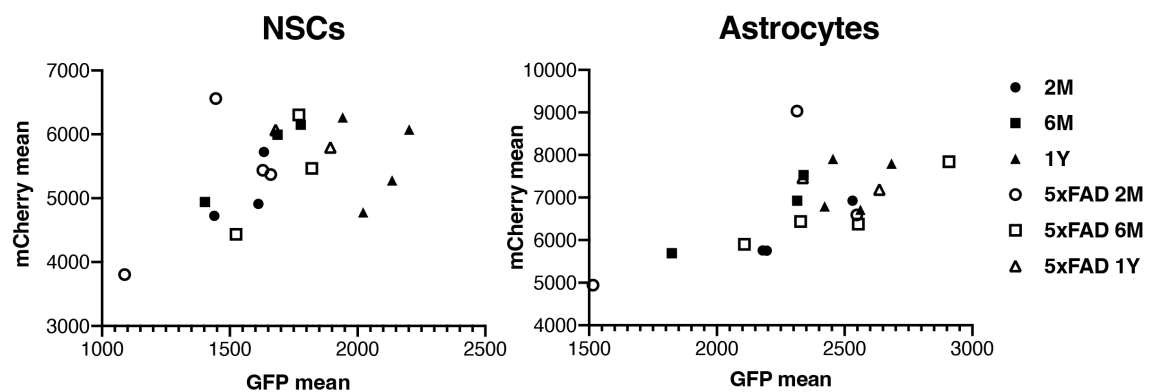 NSCs
Astrocytes
mCherry mean
7000
6000
5000
4000
3000
1000
1500
2000
2500
GFP mean
mCherry mean
10000
9000
8000
7000
6000
5000
4000
1500
2000
2500
3000
GFP mean
2M
6M
1Y
5xFAD 2M
5xFAD 6M
5xFAD 1Y